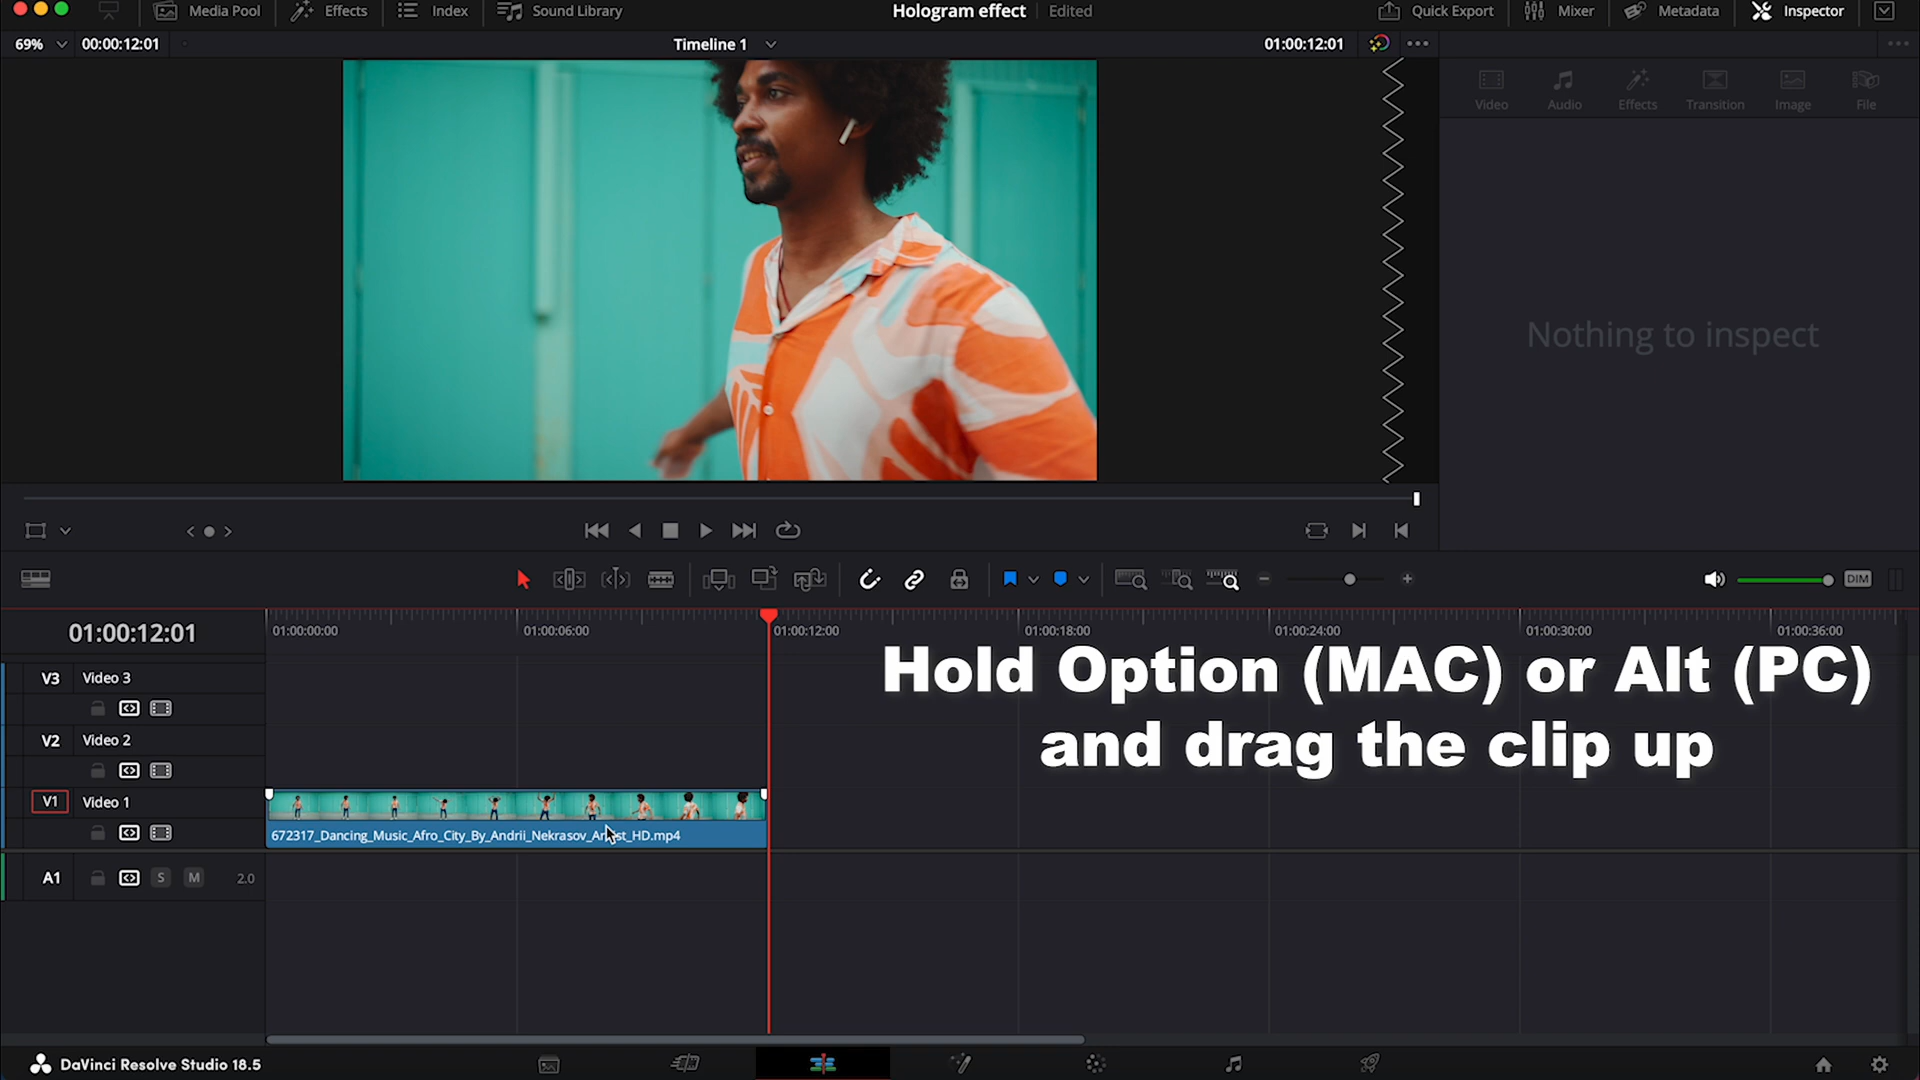 Media Pool
Effects
Index
Sound Library
Hologram effect
Edited
Quick Export
Mixer
Metadata
Inspector
69%
00:00:12:01
Timeline 1
01:00:12:01
Video
Audio
Effects
Transition
Image
File
Nothing to inspect
DIM
01:00:12:01
01:00:00:00
01:00:06:00
01:00:12:00
01:00:18:00
01:00:24:00
01:00:30:00
01:00:36:00
Hold Option (MAC) or Alt (PC)
and drag the clip up
V3 Video 3
V2 Video 2
V1 Video 1
672317_Dancing_Music_Afro_City_By_Andrii_Nekrasov_Artist_HD.mp4
A1 S M 2.0
DaVinci Resolve Studio 18.5